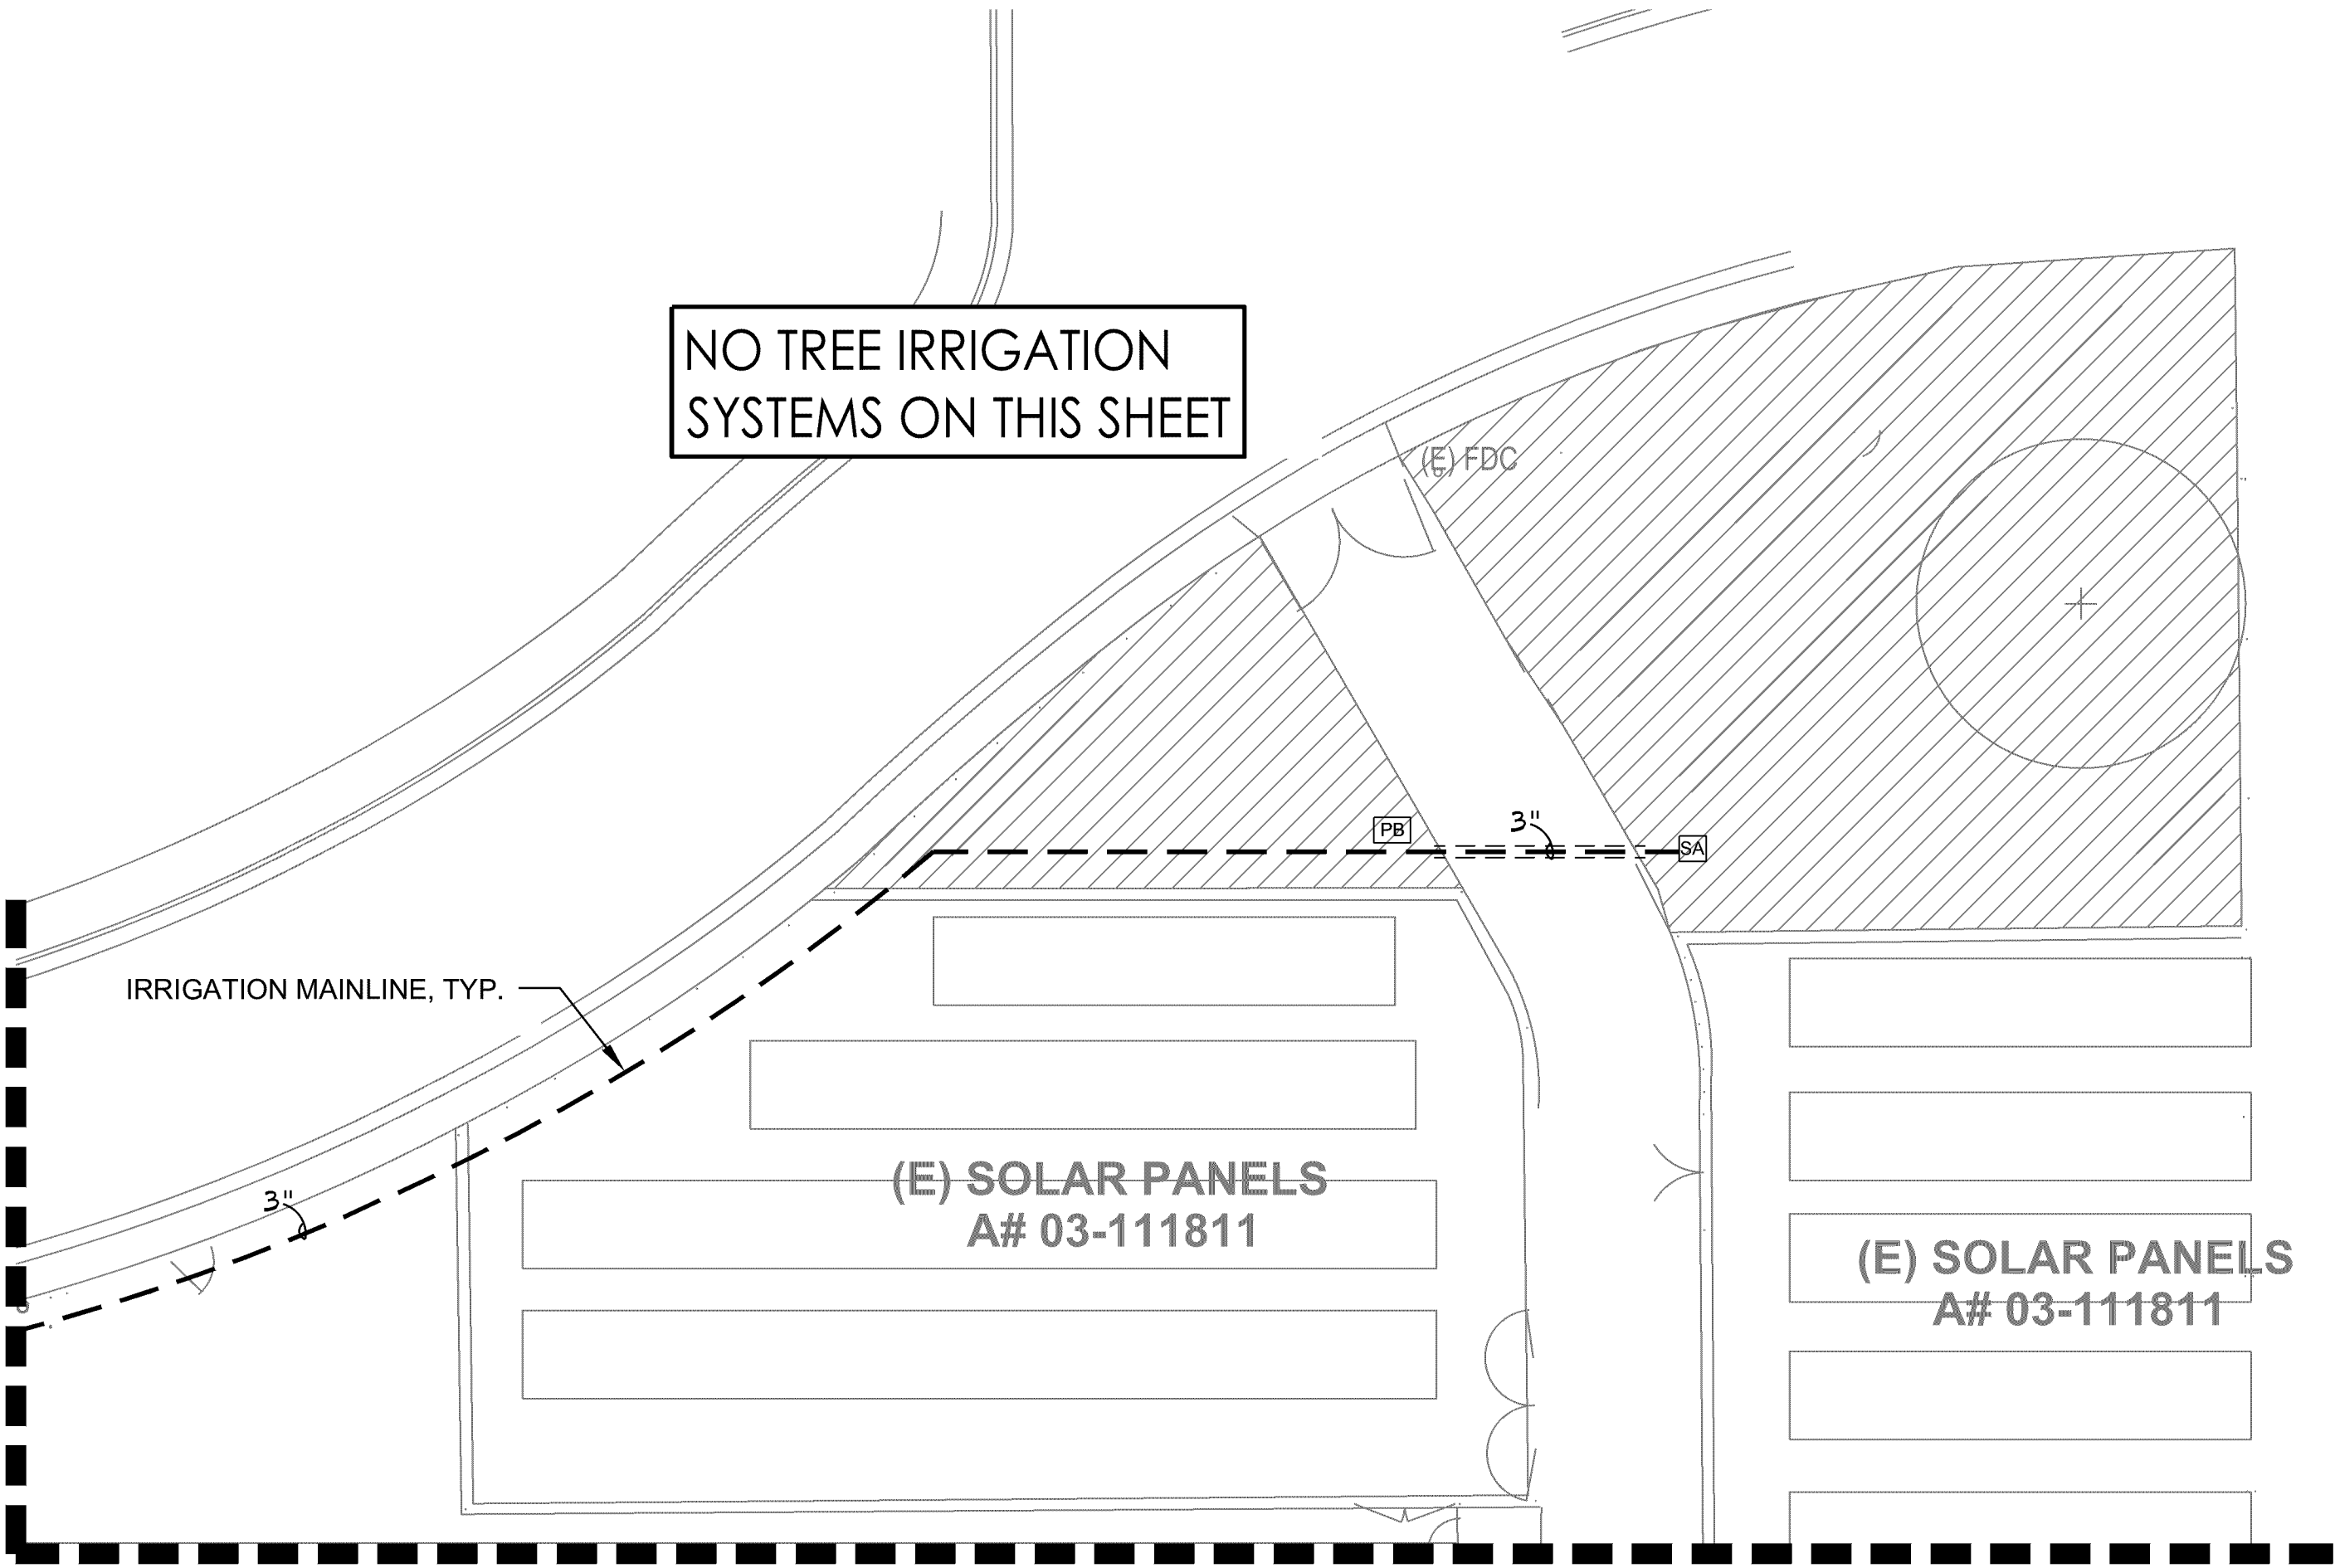 NO TREE IRRIGATION
SYSTEMS ON THIS SHEET
(E) FDC
3"
PB
SA
IRRIGATION MAINLINE, TYP.
3"
(E) SOLAR PANELS
A# 03-111811
(E) SOLAR PANELS
A# 03-111811